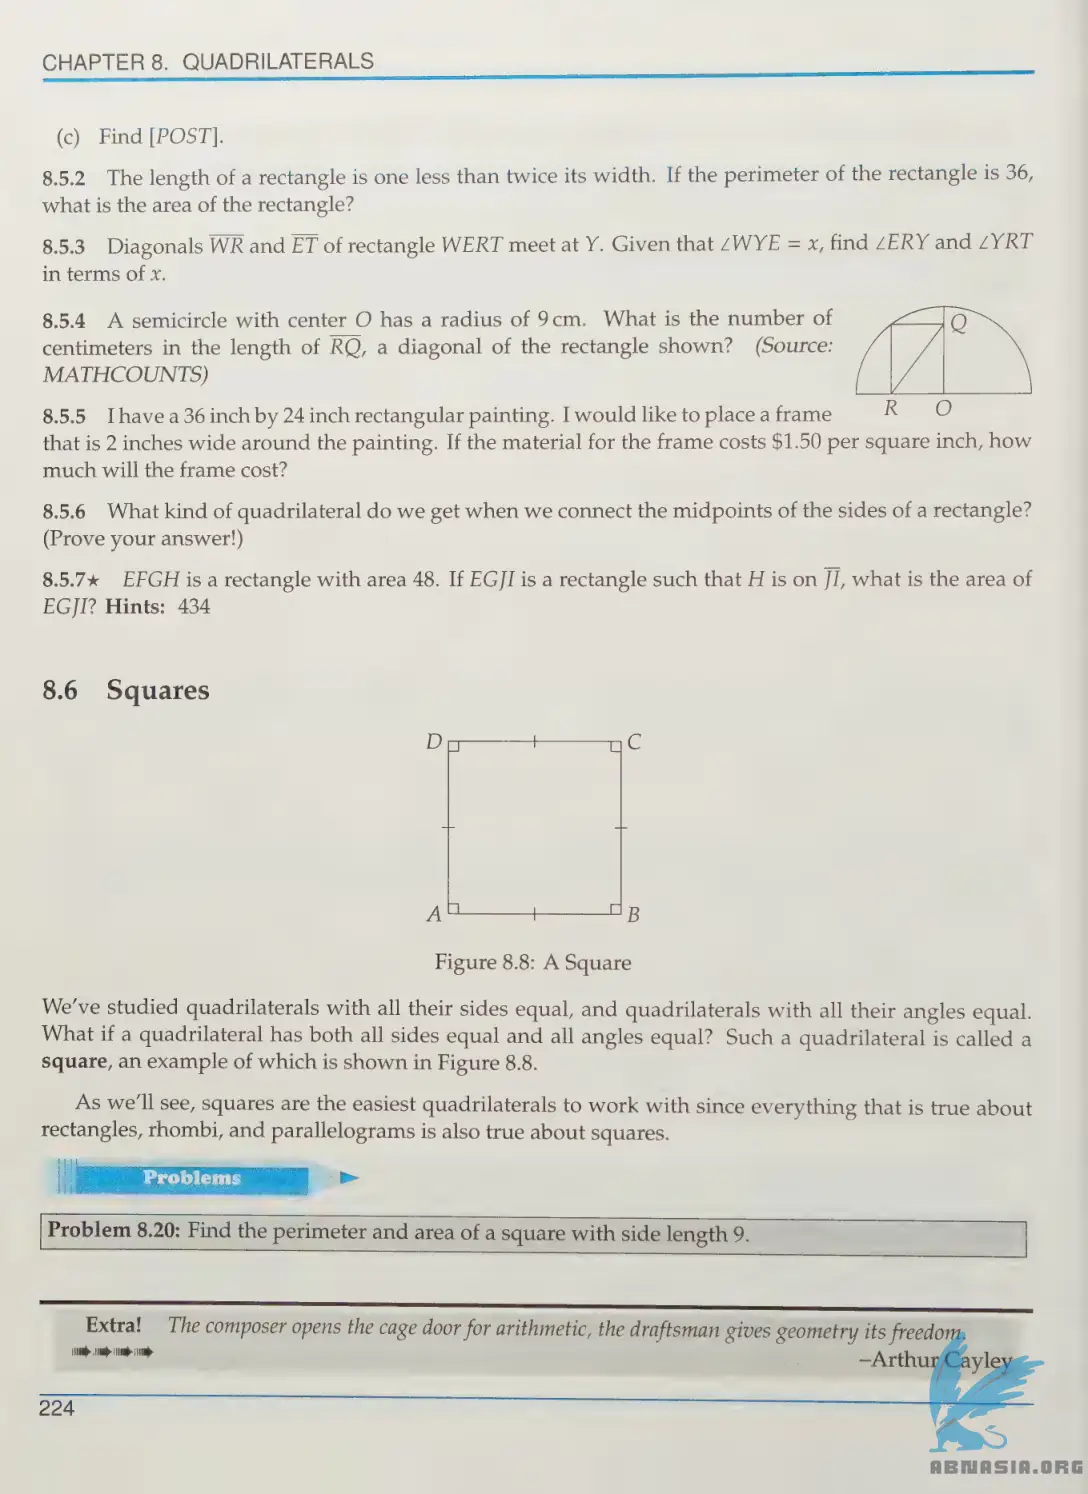 CHAPTER 8. QUADRILATERALS
(c) Find [POST].
8.5.2 The length of a rectangle is one less than twice its width. If the perimeter of the rectangle is 36,
what is the area of the rectangle?
8.5.3 Diagonals WR and ET of rectangle WERT meet at Y. Given that ∠WYE = x, find ∠ERY and ∠YRT
in terms of x.
8.5.4 A semicircle with center O has a radius of 9 cm. What is the number of
centimeters in the length of RQ, a diagonal of the rectangle shown? (Source:
MATHCOUNTS)
Q
R O
8.5.5 I have a 36 inch by 24 inch rectangular painting. I would like to place a frame
that is 2 inches wide around the painting. If the material for the frame costs $1.50 per square inch, how
much will the frame cost?
8.5.6 What kind of quadrilateral do we get when we connect the midpoints of the sides of a rectangle?
(Prove your answer!)
8.5.7★ EFGH is a rectangle with area 48. If EGJI is a rectangle such that H is on JI, what is the area of
EGJI? Hints: 434
8.6 Squares
D C
A B
Figure 8.8: A Square
We've studied quadrilaterals with all their sides equal, and quadrilaterals with all their angles equal.
What if a quadrilateral has both all sides equal and all angles equal? Such a quadrilateral is called a
square, an example of which is shown in Figure 8.8.
As we'll see, squares are the easiest quadrilaterals to work with since everything that is true about
rectangles, rhombi, and parallelograms is also true about squares.
Problems
Problem 8.20: Find the perimeter and area of a square with side length 9.
Extra! The composer opens the cage door for arithmetic, the draftsman gives geometry its freedom.
–Arthur Cayley
224
ABNASIA.ORG